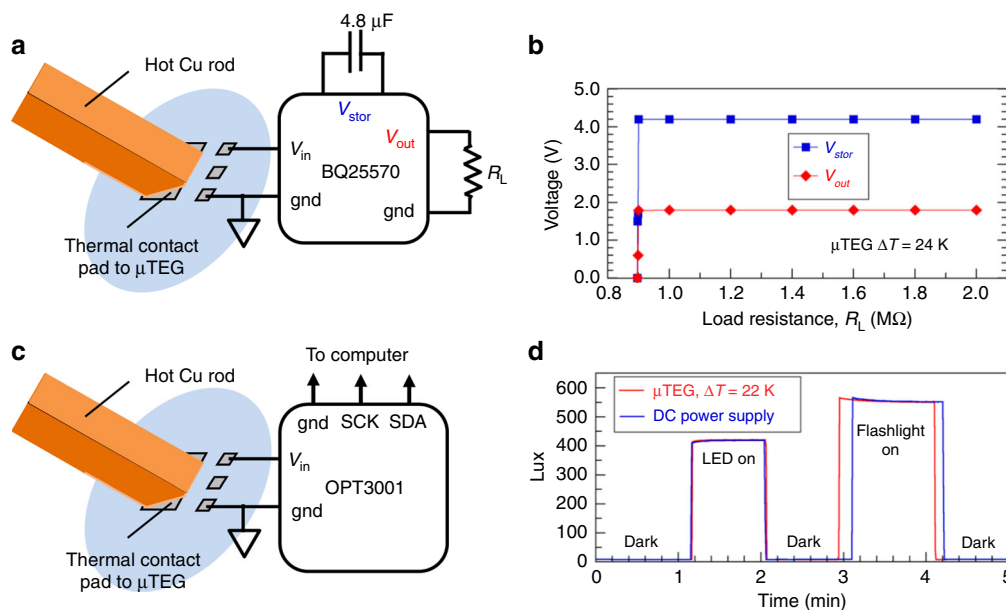 a
4.8 μF
Hot Cu rod
V_stor
V_out
V_in
BQ25570
R_L
gnd
gnd
Thermal contact
pad to μTEG
b
5.0
4.0
3.0
2.0
1.0
0.0
Voltage (V)
V_stor
V_out
μTEG ΔT = 24 K
0.8 1.0 1.2 1.4 1.6 1.8 2.0
Load resistance, R_L (MΩ)
c
To computer
Hot Cu rod
gnd SCK SDA
V_in
OPT3001
gnd
Thermal contact
pad to μTEG
d
600
500
400
300
200
100
0
Lux
μTEG, ΔT = 22 K
DC power supply
LED on
Flashlight
on
Dark
Dark
Dark
0 1 2 3 4 5
Time (min)